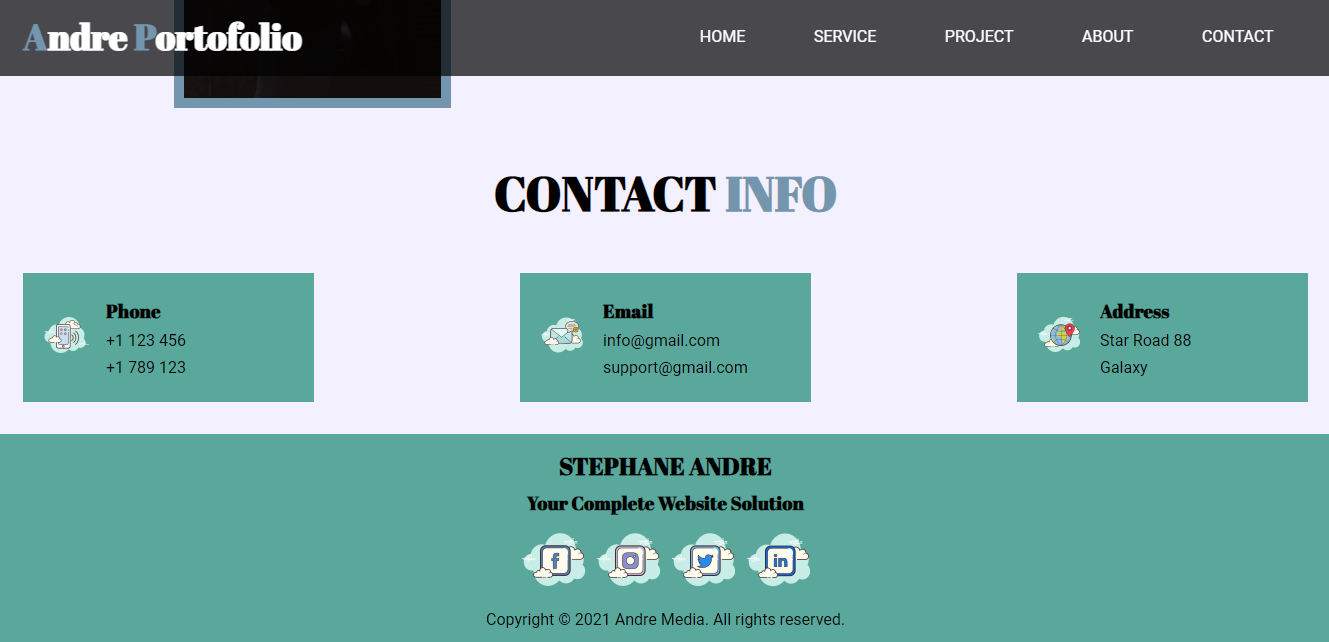 Andre Portofolio
HOME SERVICE PROJECT ABOUT CONTACT
CONTACT INFO
Phone
+1 123 456
+1 789 123
Email
info@gmail.com
support@gmail.com
Address
Star Road 88
Galaxy
STEPHANE ANDRE
Your Complete Website Solution
Copyright © 2021 Andre Media. All rights reserved.